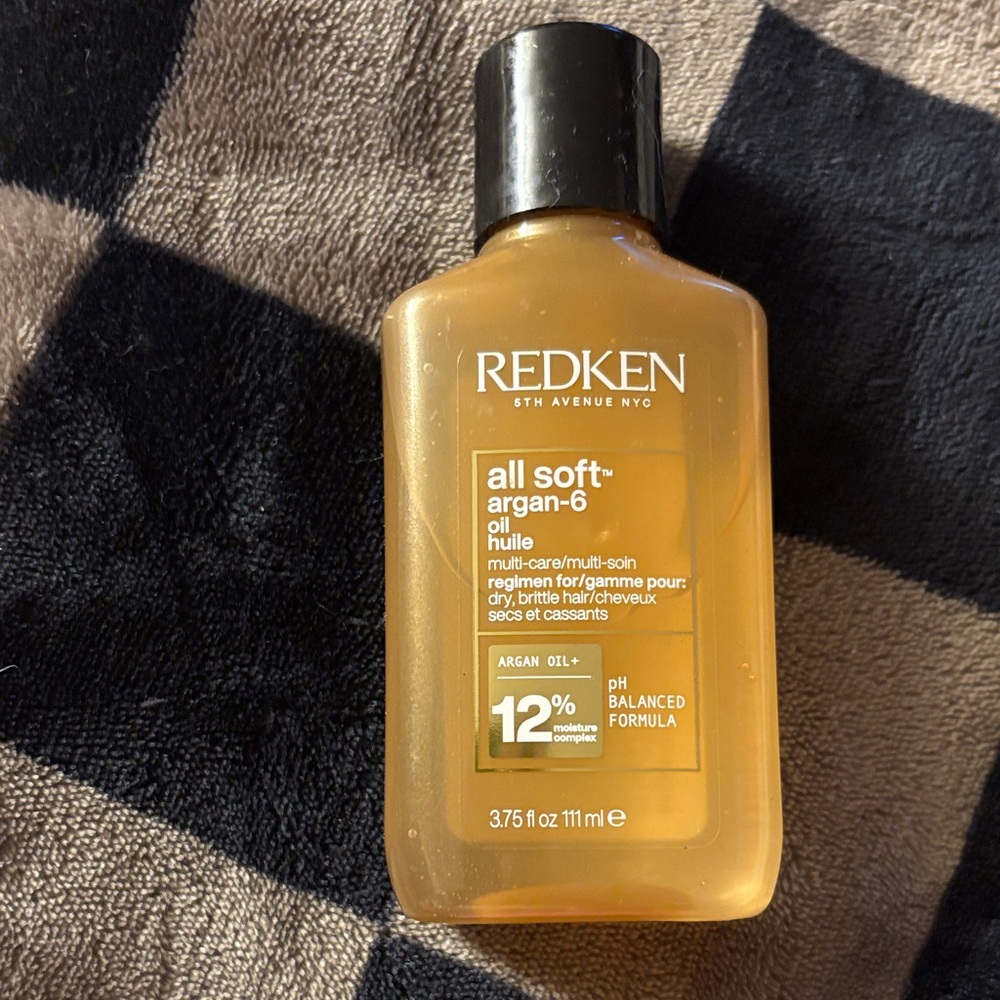 REDKEN
5TH AVENUE NYC
all soft™
argan-6
oil
huile
multi-care/multi-soin
regimen for/gamme pour:
dry, brittle hair/cheveux
secs et cassants
ARGAN OIL+
12%
moisture
complex
pH
BALANCED
FORMULA
3.75 fl oz 111 ml ℮